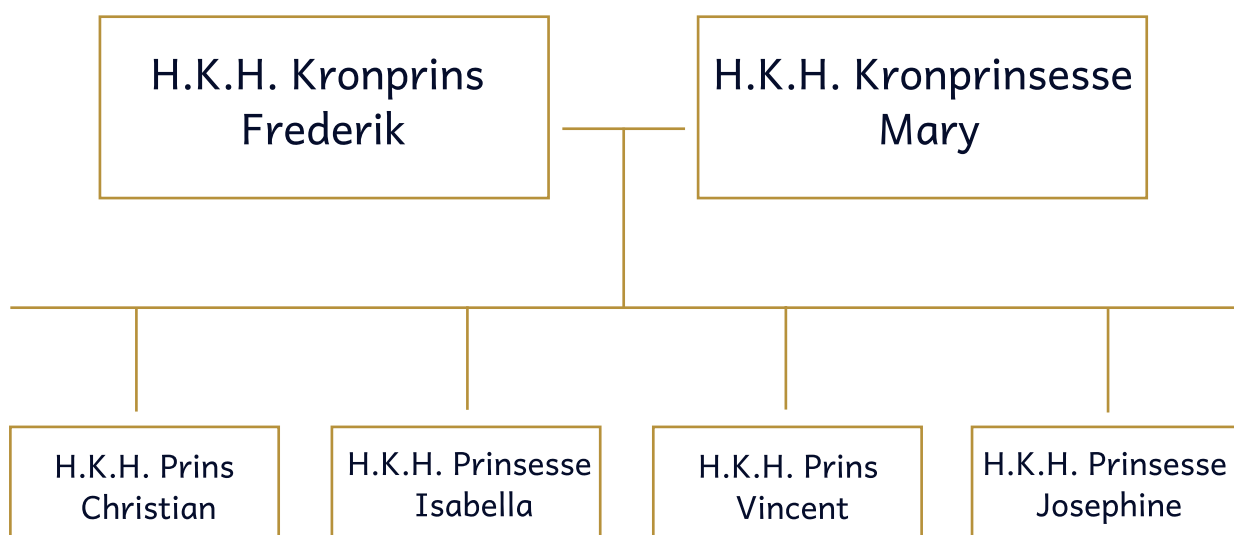 H.K.H. Kronprins
Frederik
H.K.H. Kronprinsesse
Mary
H.K.H. Prins
Christian
H.K.H. Prinsesse
Isabella
H.K.H. Prins
Vincent
H.K.H. Prinsesse
Josephine